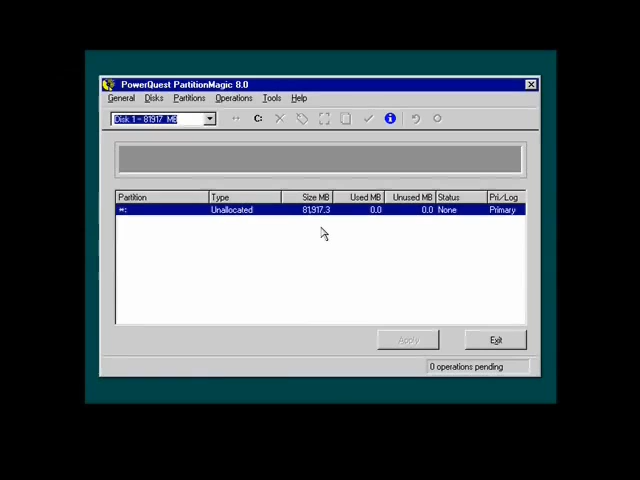 PowerQuest PartitionMagic 8.0
General Disks Partitions Operations Tools Help
Disk 1 - 81917 MB C:
Partition Type Size MB Used MB Unused MB Status Pri/Log
*: Unallocated 81,917.3 0.0 0.0 None Primary
Apply Exit
0 operations pending